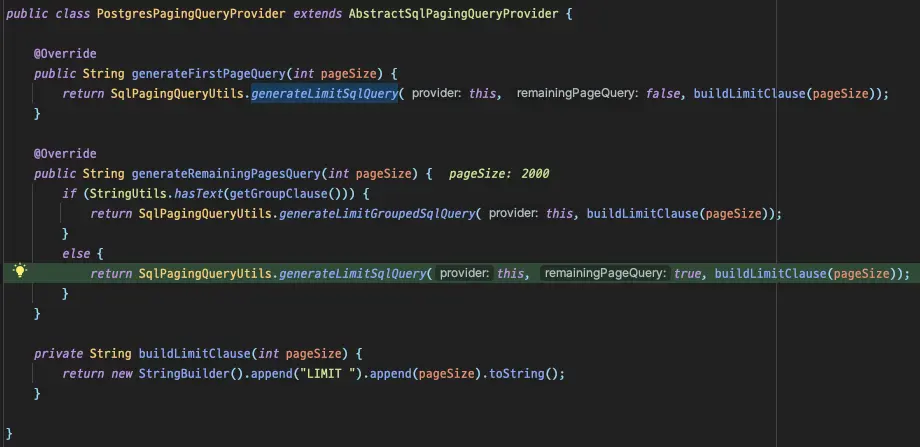 public class PostgresPagingQueryProvider extends AbstractSqlPagingQueryProvider {
@Override
public String generateFirstPageQuery(int pageSize) {
return SqlPagingQueryUtils.generateLimitSqlQuery( provider: this, remainingPageQuery: false, buildLimitClause(pageSize));
}
@Override
public String generateRemainingPagesQuery(int pageSize) { pageSize: 2000
if (StringUtils.hasText(getGroupClause())) {
return SqlPagingQueryUtils.generateLimitGroupedSqlQuery( provider: this, buildLimitClause(pageSize));
}
else {
return SqlPagingQueryUtils.generateLimitSqlQuery( provider: this, remainingPageQuery: true, buildLimitClause(pageSize));
}
}
private String buildLimitClause(int pageSize) {
return new StringBuilder().append("LIMIT ").append(pageSize).toString();
}
}